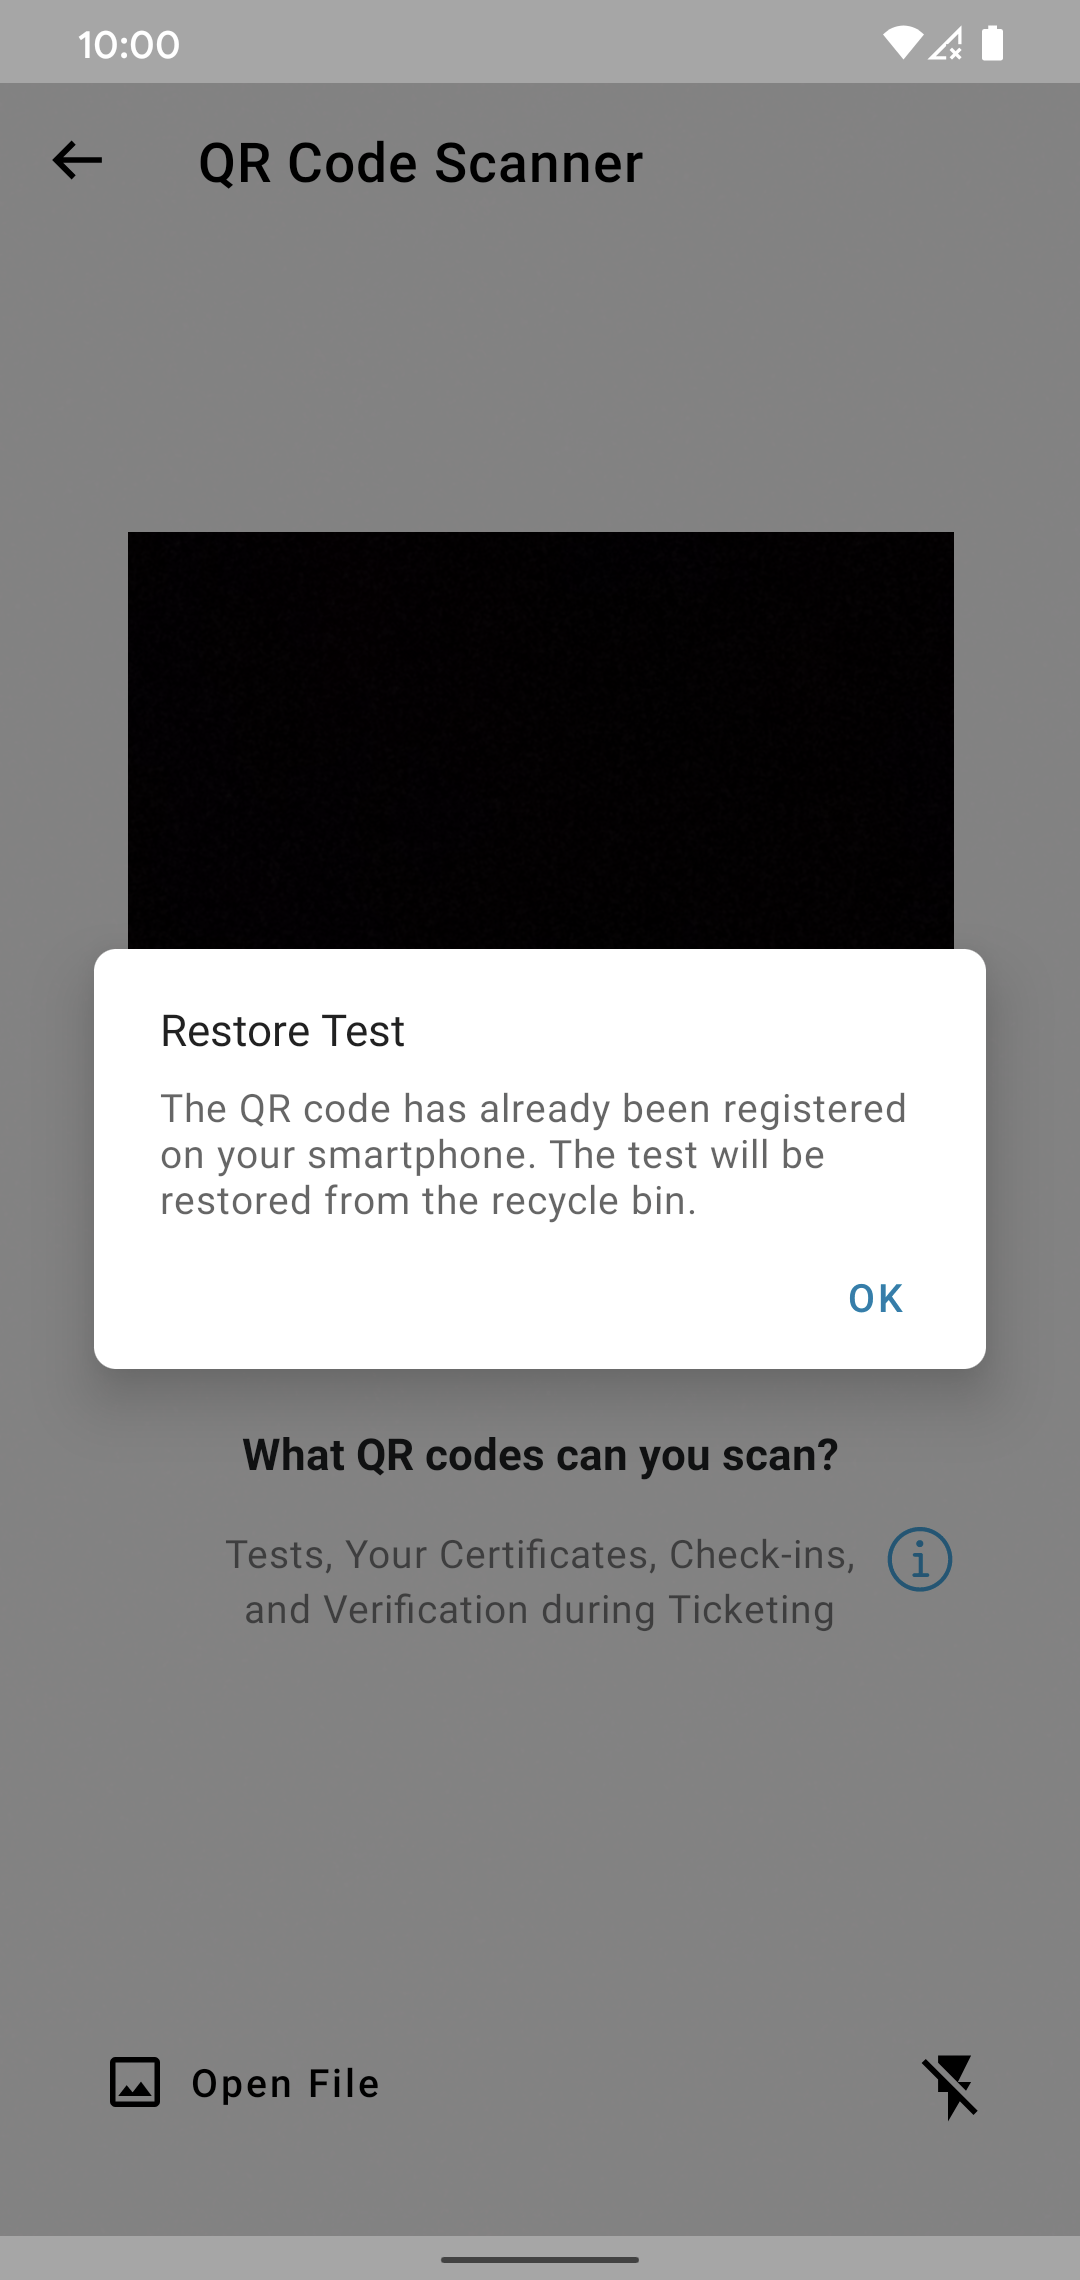 10:00
QR Code Scanner
Restore Test
The QR code has already been registered
on your smartphone. The test will be
restored from the recycle bin.
OK
What QR codes can you scan?
Tests, Your Certificates, Check-ins,
and Verification during Ticketing
Open File